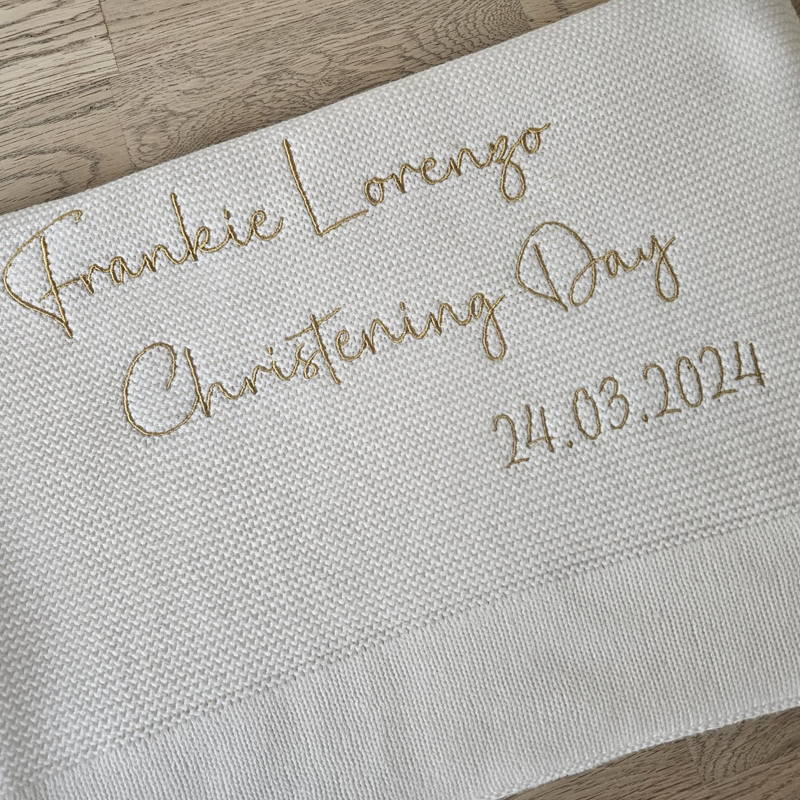 Frankie Lorenzo
Christening Day
24.03.2024